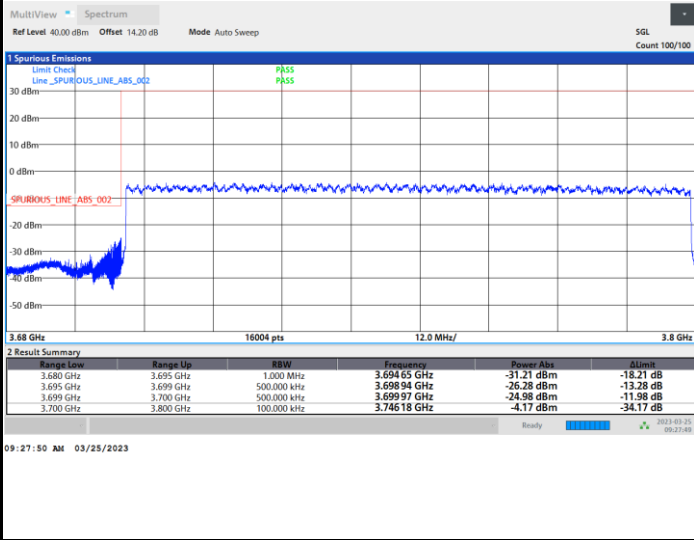 MultiView Spectrum
Ref Level 40.00 dBm Offset 14.20 dB Mode Auto Sweep SGL
Count 100/100
1 Spurious Emissions
Limit Check PASS
Line _SPURIOUS_LINE_ABS_002 PASS
30 dBm
20 dBm
10 dBm
0 dBm
_SPURIOUS_LINE_ABS_002
-20 dBm
-30 dBm
-40 dBm
-50 dBm
3.68 GHz 16004 pts 12.0 MHz/ 3.8 GHz
2 Result Summary
Range Low Range Up RBW Frequency Power Abs ΔLimit
3.680 GHz 3.695 GHz 1.000 MHz 3.694 65 GHz -31.21 dBm -18.21 dB
3.695 GHz 3.699 GHz 500.000 kHz 3.698 94 GHz -26.28 dBm -13.28 dB
3.699 GHz 3.700 GHz 500.000 kHz 3.699 97 GHz -24.98 dBm -11.98 dB
3.700 GHz 3.800 GHz 100.000 kHz 3.746 18 GHz -4.17 dBm -34.17 dB
Ready 2023-03-25
09:27:49
09:27:50 AM 03/25/2023